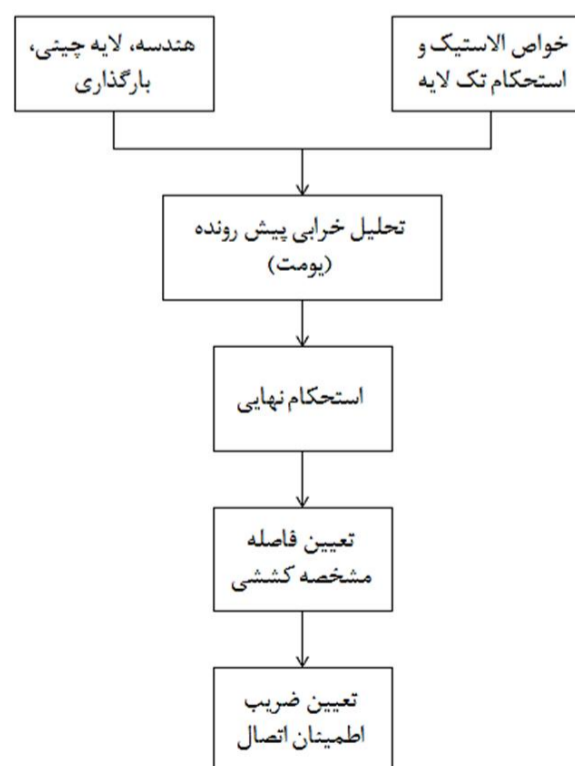 هندسه، لایه چینی،
بارگذاری
خواص الاستیک و
استحکام تک لایه
تحلیل خرابی پیش رونده
(یومت)
استحکام نهایی
تعیین فاصله
مشخصه کششی
تعیین ضریب
اطمینان اتصال